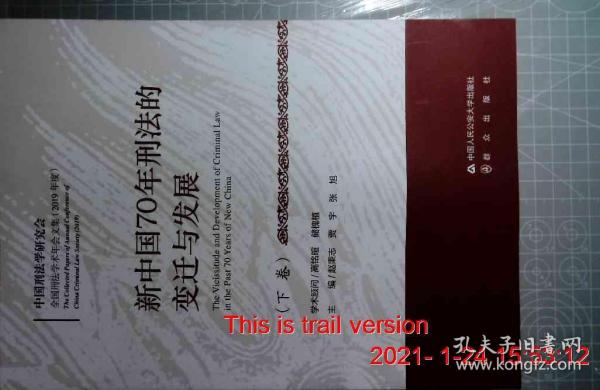 中国刑法学研究会
全国刑法学术年会文集(2019年度)
The Collected Papers of Annual Conference of
China Criminal Law Society (2019)
新中国70年刑法的
变迁与发展
The Vicissitude and Development of Criminal Law
in the Past 70 Years of New China
(下卷)
学术顾问/高铭暄 储槐植
主 编/赵秉志 贾 宇 张 旭
中国人民公安大学出版社
群众出版社
This is trail version
2021- 1-24 15:53:12
孔夫子旧书网
www.kongfz.com